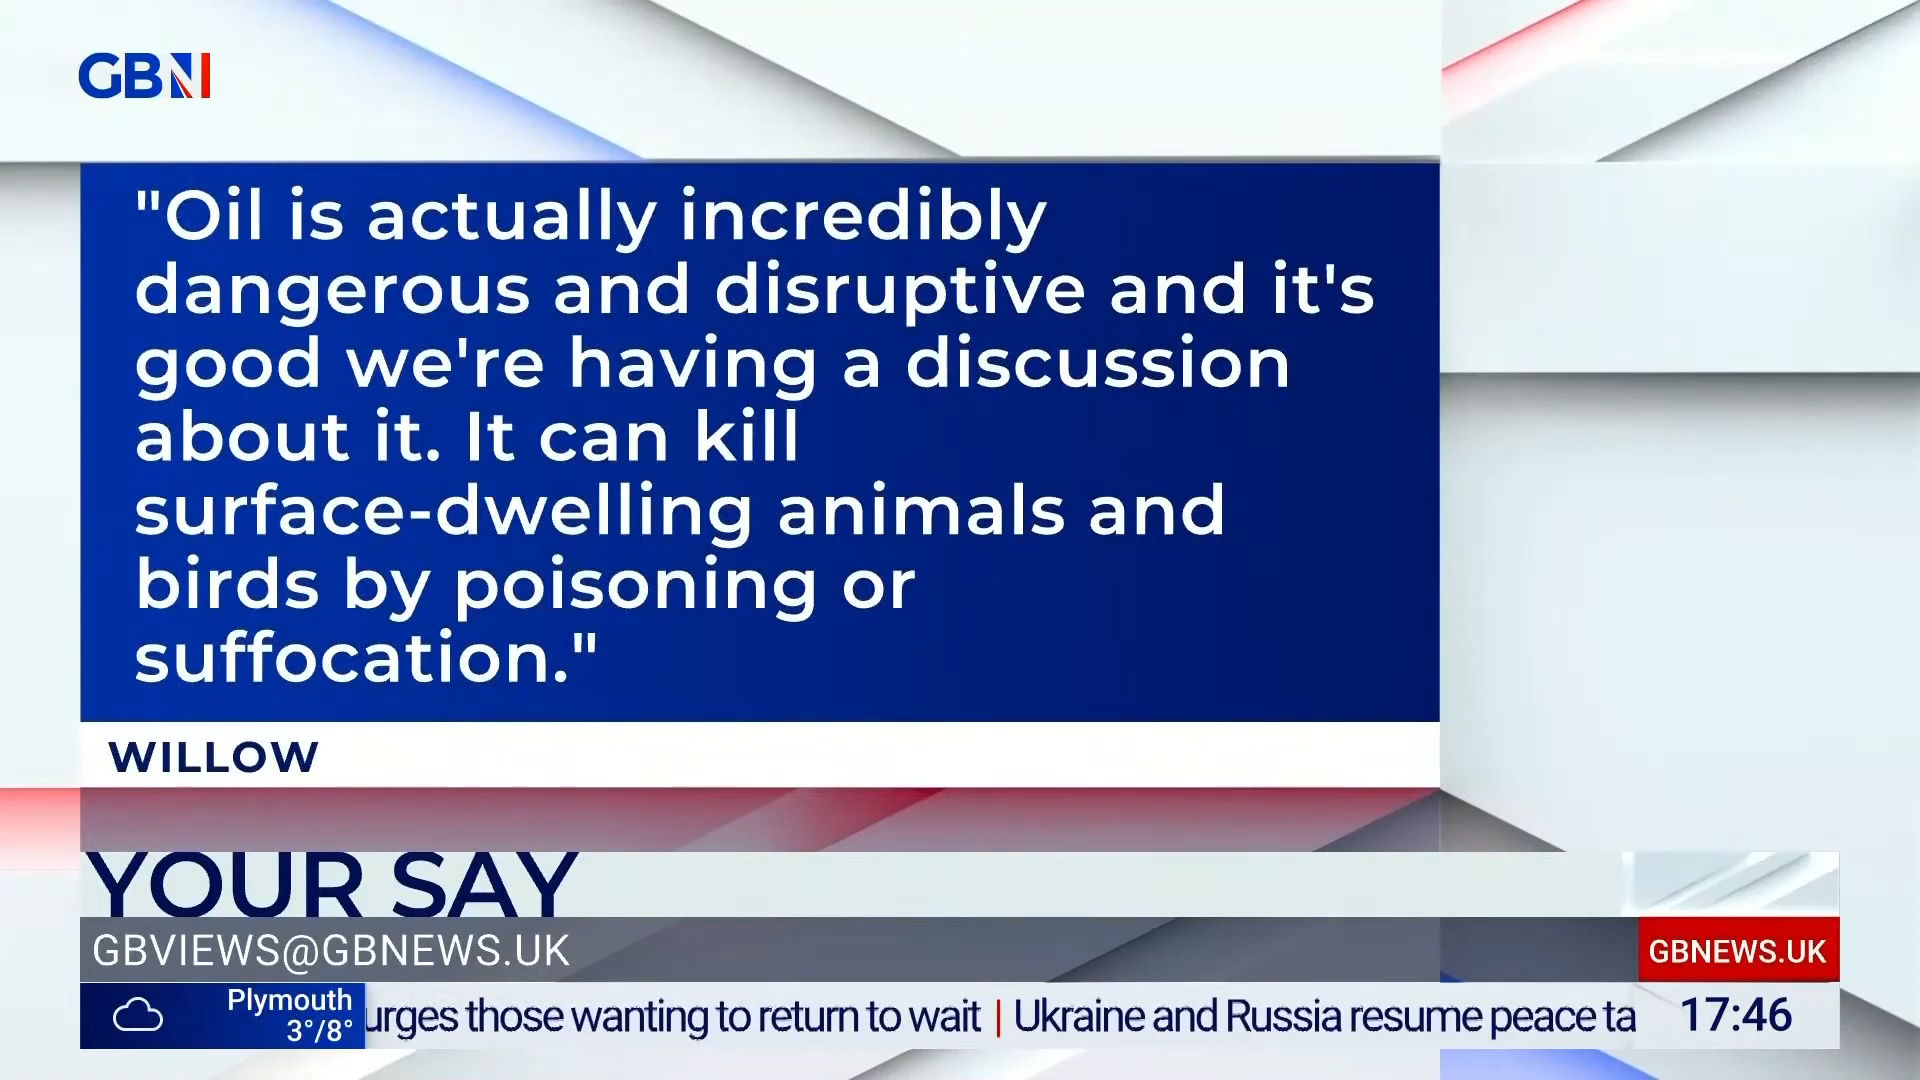 GBN
"Oil is actually incredibly
dangerous and disruptive and it's
good we're having a discussion
about it. It can kill
surface-dwelling animals and
birds by poisoning or
suffocation."
WILLOW
YOUR SAY
GBVIEWS@GBNEWS.UK
GBNEWS.UK
Plymouth
3°/8°
urges those wanting to return to wait | Ukraine and Russia resume peace ta
17:46